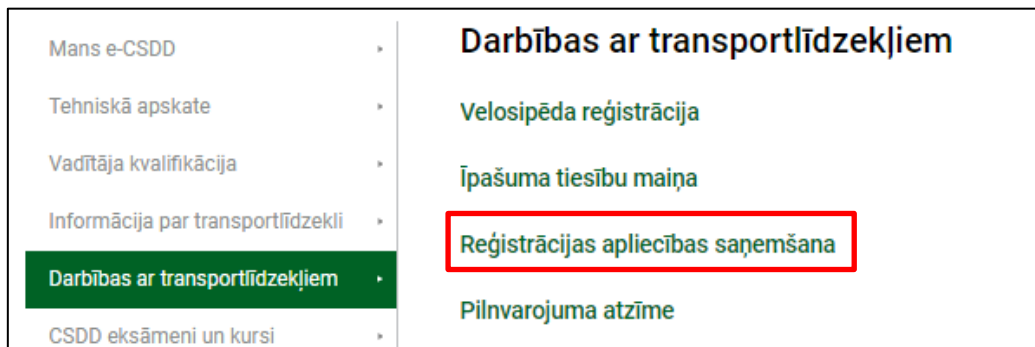 Mans e-CSDD
Tehniskā apskate
Vadītāja kvalifikācija
Informācija par transportlīdzekli
Darbības ar transportlīdzekļiem
CSDD eksāmeni un kursi
Darbības ar transportlīdzekļiem
Velosipēda reģistrācija
Īpašuma tiesību maiņa
Reģistrācijas apliecības saņemšana
Pilnvarojuma atzīme